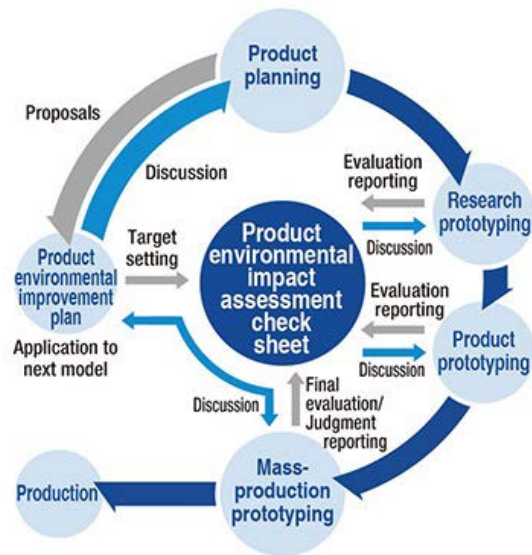 Product
planning
Proposals
Discussion
Evaluation
reporting
Research
prototyping
Discussion
Product
environmental
impact
assessment
check
sheet
Target
setting
Product
environmental
improvement
plan
Application to
next model
Evaluation
reporting
Product
prototyping
Discussion
Discussion
Final
evaluation/
Judgment
reporting
Mass-
production
prototyping
Production